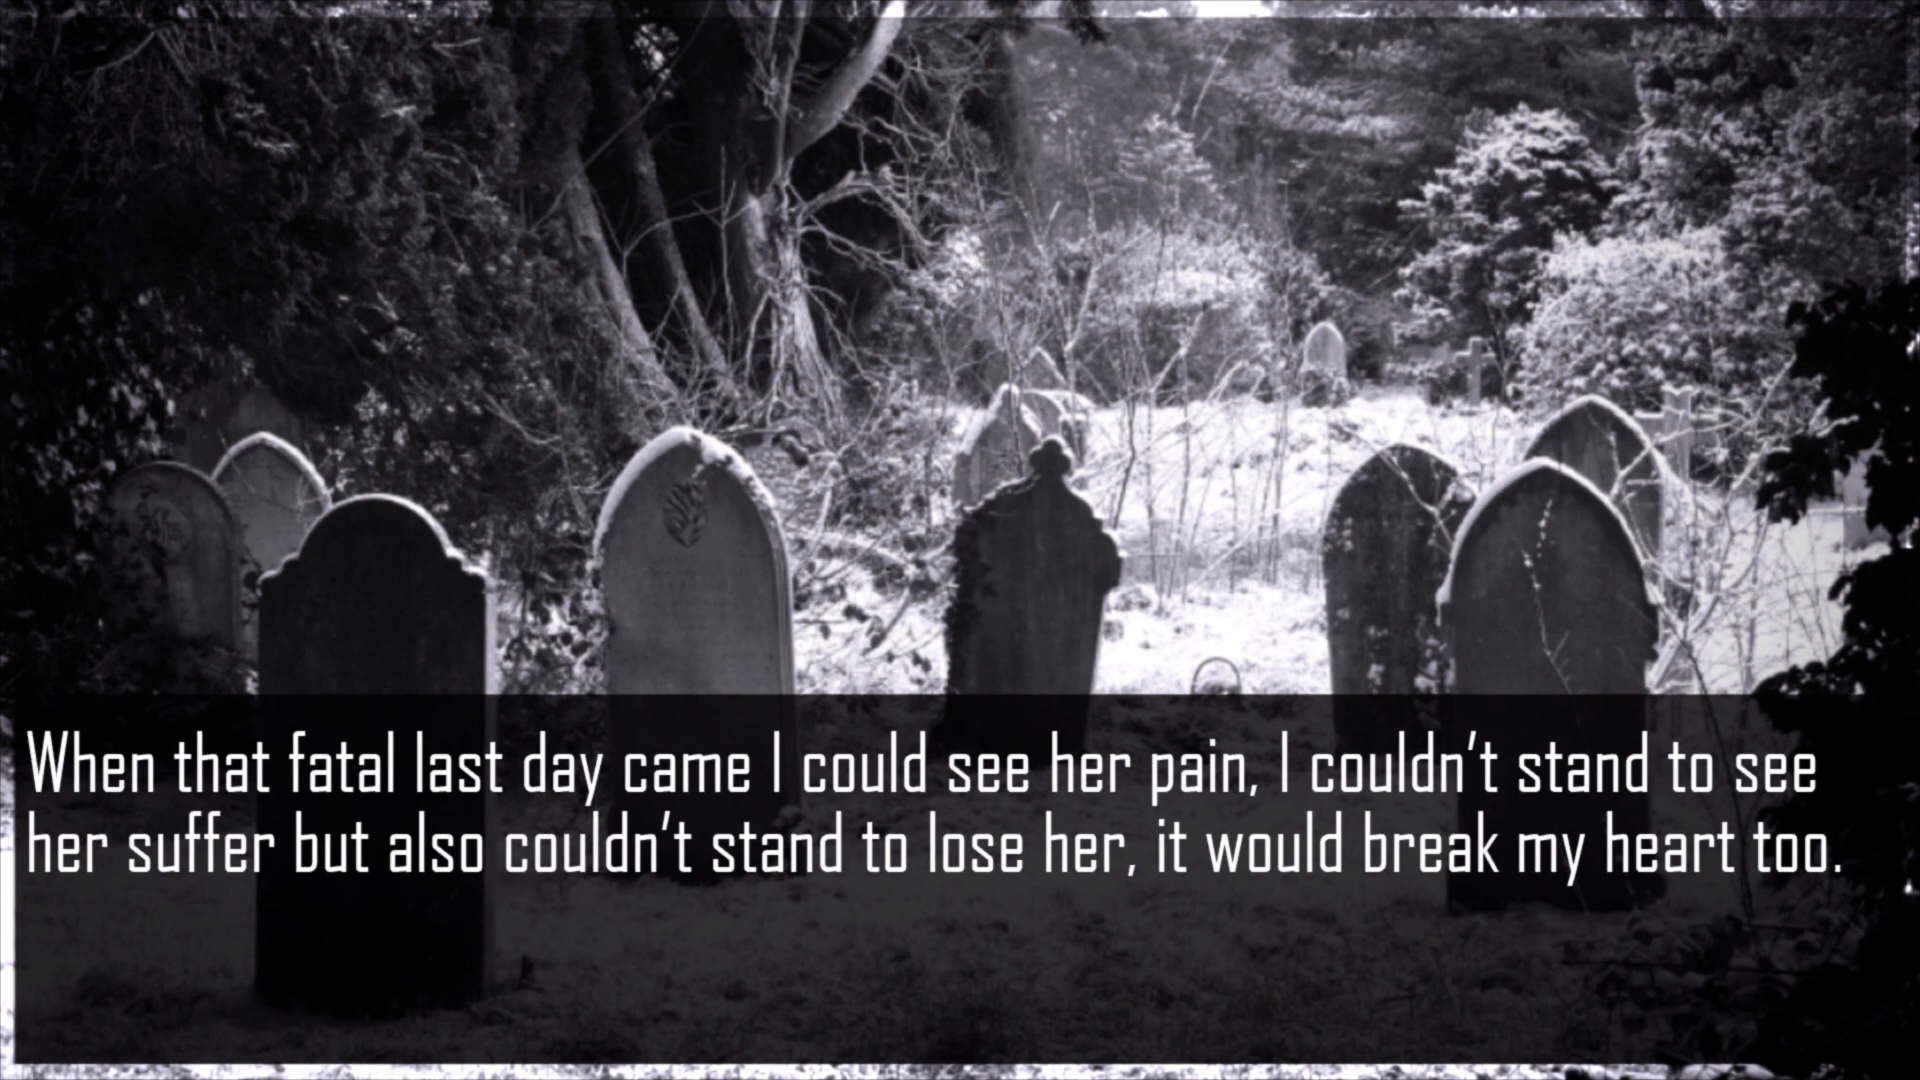 When that fatal last day came I could see her pain, I couldn't stand to see
her suffer but also couldn't stand to lose her, it would break my heart too.